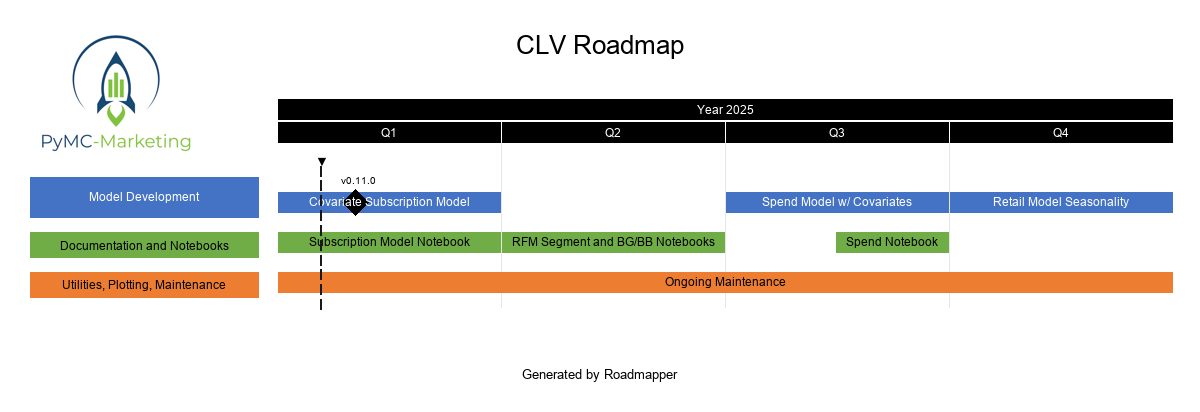 CLV Roadmap
PyMC-Marketing
Year 2025
Q1 Q2 Q3 Q4
v0.11.0
Model Development
Covariate Subscription Model
Spend Model w/ Covariates
Retail Model Seasonality
Documentation and Notebooks
Subscription Model Notebook
RFM Segment and BG/BB Notebooks
Spend Notebook
Utilities, Plotting, Maintenance
Ongoing Maintenance
Generated by Roadmapper